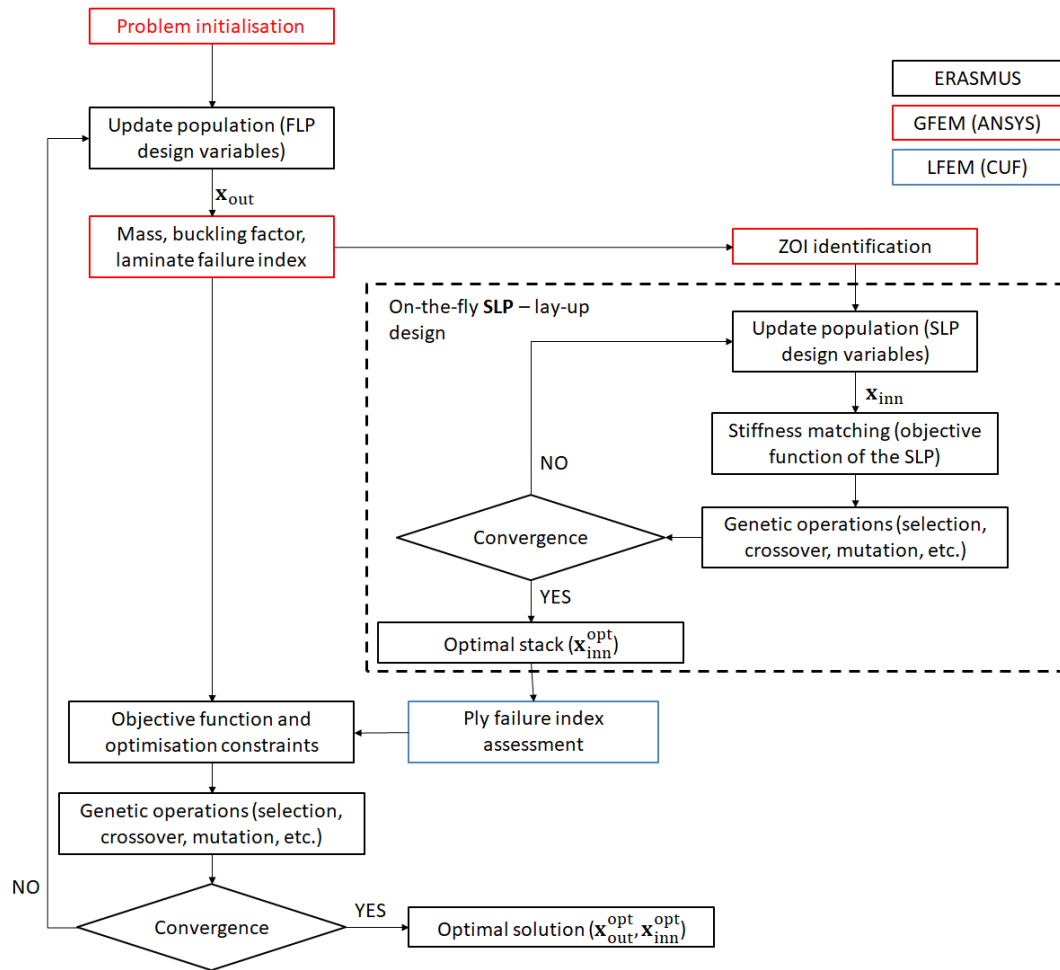 Problem initialisation
ERASMUS
GFEM (ANSYS)
LFEM (CUF)
Update population (FLP
design variables)
x_out
Mass, buckling factor,
laminate failure index
ZOI identification
On-the-fly SLP – lay-up
design
Update population (SLP
design variables)
x_inn
Stiffness matching (objective
function of the SLP)
NO
Genetic operations (selection,
crossover, mutation, etc.)
Convergence
YES
Optimal stack (x_inn^opt)
Objective function and
optimisation constraints
Ply failure index
assessment
Genetic operations (selection,
crossover, mutation, etc.)
NO
Convergence
YES
Optimal solution (x_out^opt, x_inn^opt)